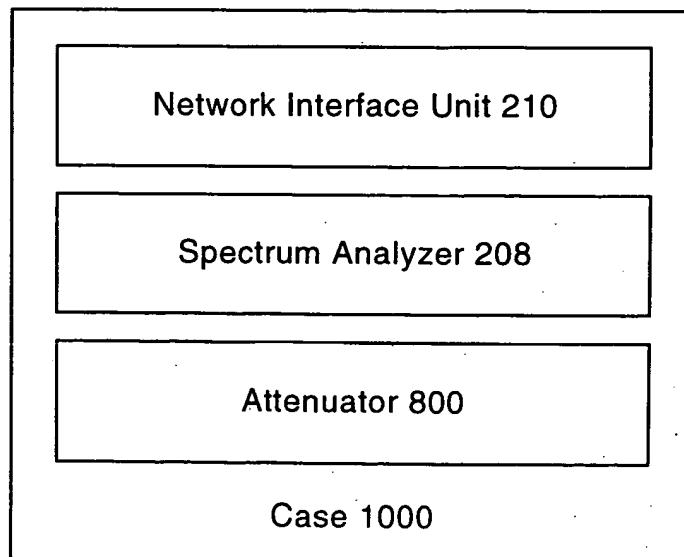 Network Interface Unit 210
Spectrum Analyzer 208
Attenuator 800
Case 1000